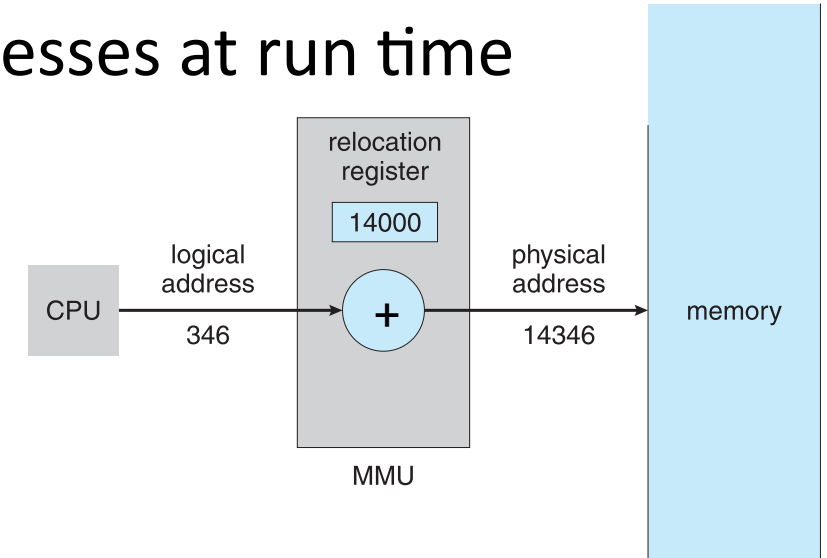 esses at run time
relocation
register
14000
logical
address
physical
address
CPU
+
memory
346
14346
MMU